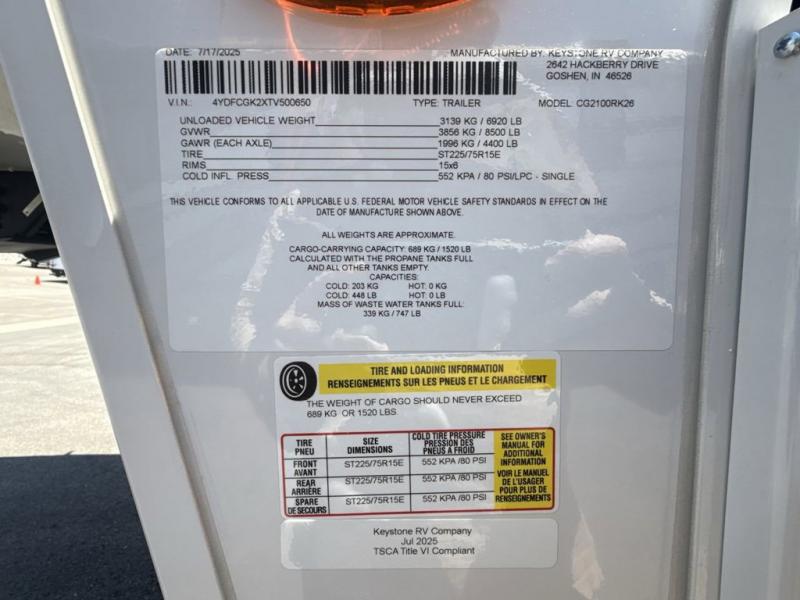 DATE: 7/17/2025 MANUFACTURED BY: KEYSTONE RV COMPANY
2642 HACKBERRY DRIVE
GOSHEN, IN 46526
V.I.N.: 4YDFCGK2XTV500650 TYPE: TRAILER MODEL: CG2100RK26
UNLOADED VEHICLE WEIGHT 3139 KG / 6920 LB
GVWR 3856 KG / 8500 LB
GAWR (EACH AXLE) 1996 KG / 4400 LB
TIRE ST225/75R15E
RIMS 15x6
COLD INFL. PRESS 552 KPA / 80 PSI/LPC - SINGLE
THIS VEHICLE CONFORMS TO ALL APPLICABLE U.S. FEDERAL MOTOR VEHICLE SAFETY STANDARDS IN EFFECT ON THE
DATE OF MANUFACTURE SHOWN ABOVE.
ALL WEIGHTS ARE APPROXIMATE.
CARGO-CARRYING CAPACITY: 689 KG / 1520 LB
CALCULATED WITH THE PROPANE TANKS FULL
AND ALL OTHER TANKS EMPTY.
CAPACITIES:
COLD: 203 KG HOT: 0 KG
COLD: 448 LB HOT: 0 LB
MASS OF WASTE WATER TANKS FULL:
339 KG / 747 LB
TIRE AND LOADING INFORMATION
RENSEIGNEMENTS SUR LES PNEUS ET LE CHARGEMENT
THE WEIGHT OF CARGO SHOULD NEVER EXCEED
689 KG OR 1520 LBS.
TIRE
PNEU
SIZE
DIMENSIONS
COLD TIRE PRESSURE
PRESSION DES
PNEUS A FROID
SEE OWNER'S
MANUAL FOR
ADDITIONAL
INFORMATION
VOIR LE MANUEL
DE L'USAGER
POUR PLUS DE
RENSEIGNEMENTS
FRONT
AVANT
ST225/75R15E 552 KPA /80 PSI
REAR
ARRIÈRE
ST225/75R15E 552 KPA /80 PSI
SPARE
DE SECOURS
ST225/75R15E 552 KPA /80 PSI
Keystone RV Company
Jul 2025
TSCA Title VI Compliant